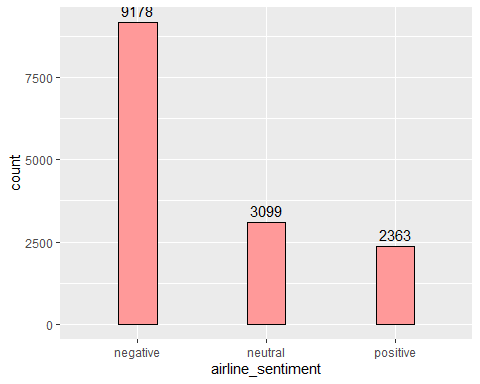 9178
7500
count
5000
3099
2500
2363
0
negative neutral positive
airline_sentiment